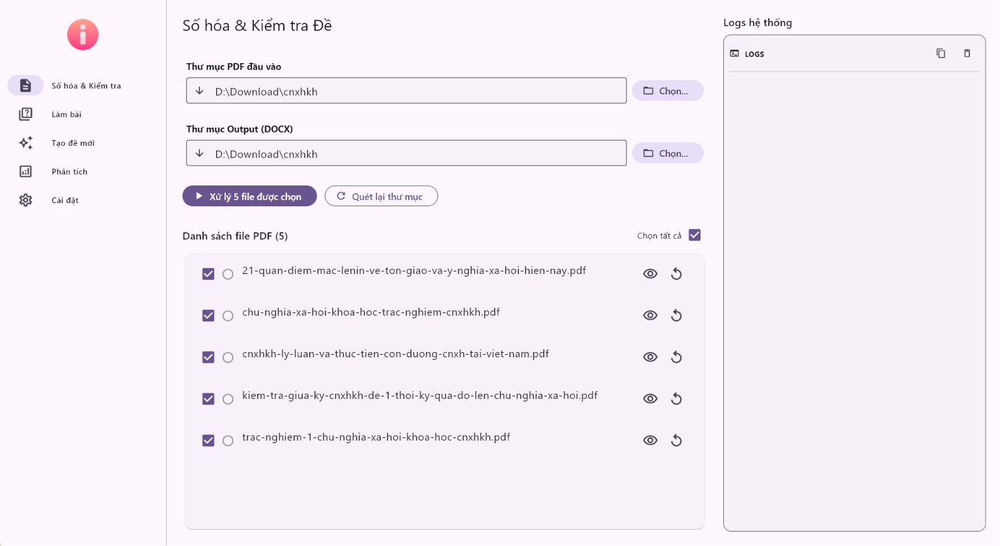 Số hóa & Kiểm tra
Làm bài
Tạo đề mới
Phân tích
Cài đặt
Số hóa & Kiểm tra Đề
Thư mục PDF đầu vào
D:\Download\cnxhkh
Chọn...
Thư mục Output (DOCX)
D:\Download\cnxhkh
Chọn...
Xử lý 5 file được chọn
Quét lại thư mục
Danh sách file PDF (5)
Chọn tất cả
21-quan-diem-mac-lenin-ve-ton-giao-va-y-nghia-xa-hoi-hien-nay.pdf
chu-nghia-xa-hoi-khoa-hoc-trac-nghiem-cnxhkh.pdf
cnxhkh-ly-luan-va-thuc-tien-con-duong-cnxh-tai-viet-nam.pdf
kiem-tra-giua-ky-cnxhkh-de-1-thoi-ky-qua-do-len-chu-nghia-xa-hoi.pdf
trac-nghiem-1-chu-nghia-xa-hoi-khoa-hoc-cnxhkh.pdf
Logs hệ thống
LOGS